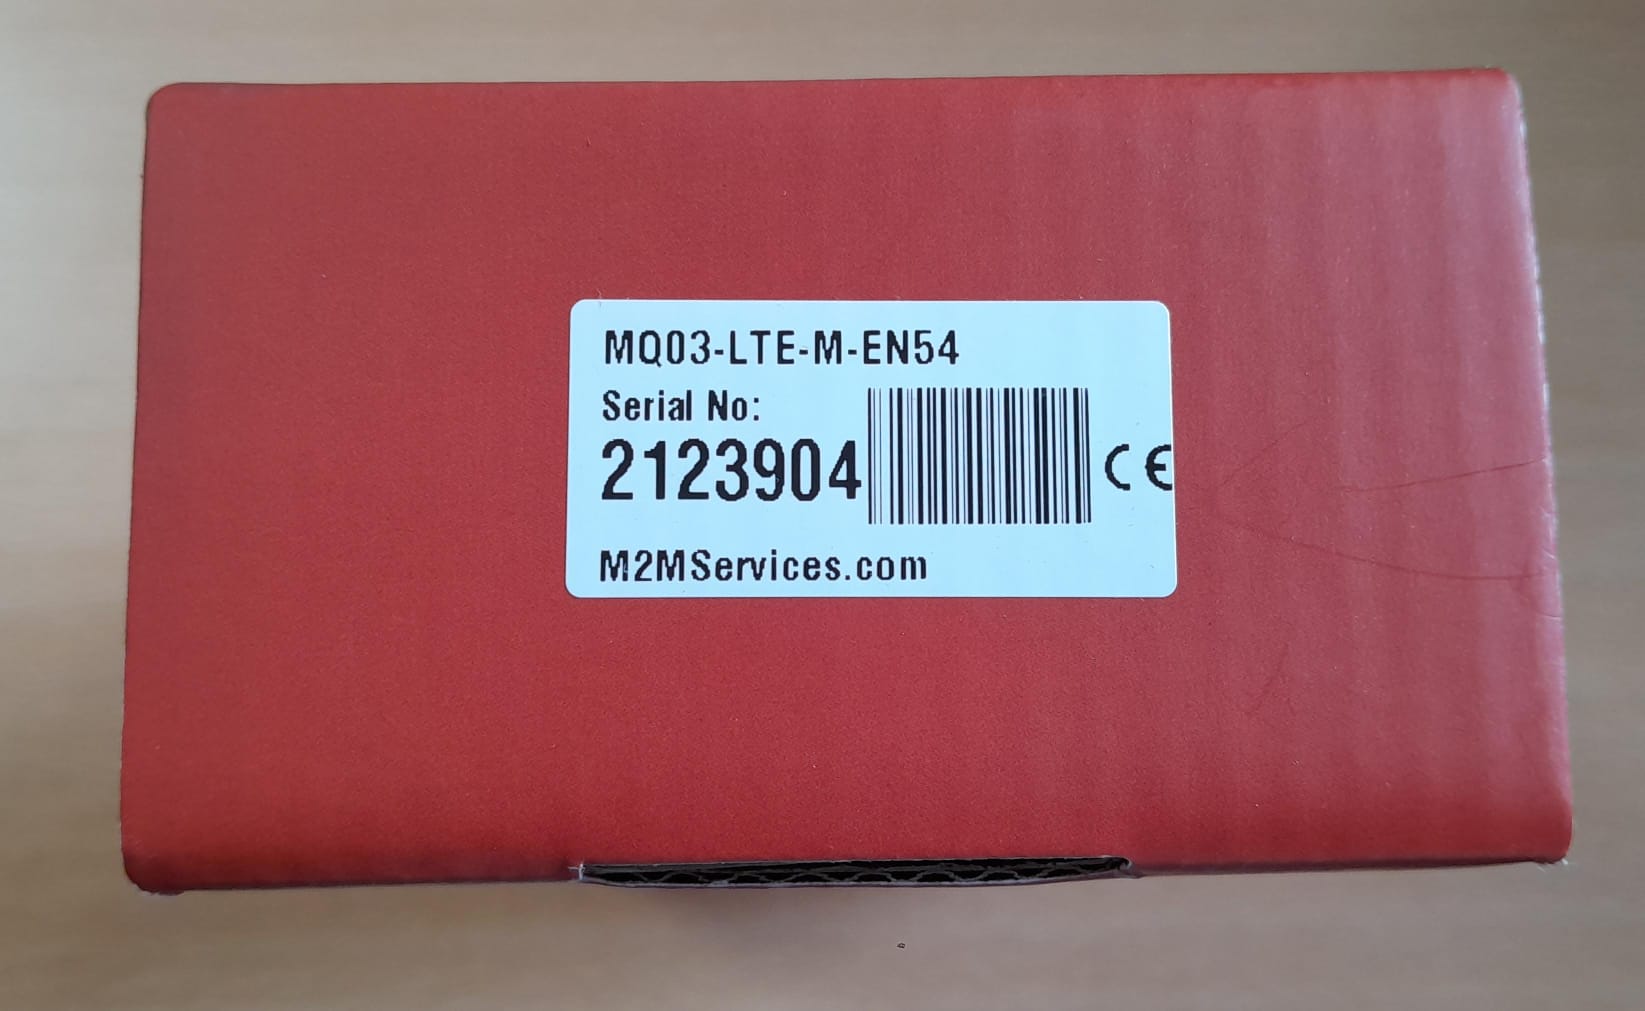 MQ03-LTE-M-EN54
Serial No:
2123904
CE
M2MServices.com